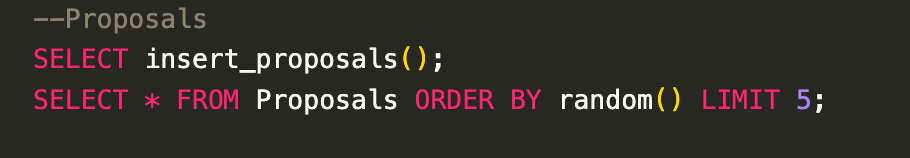 --Proposals
SELECT insert_proposals();
SELECT * FROM Proposals ORDER BY random() LIMIT 5;